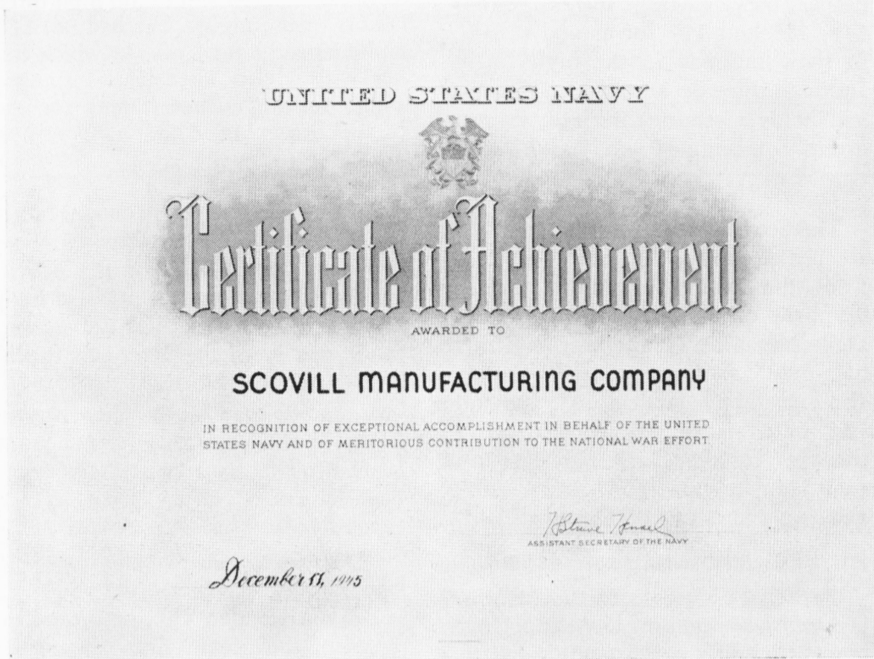 UNITED STATES NAVY
Certificate of Achievement
AWARDED TO
SCOVILL MANUFACTURING COMPANY
IN RECOGNITION OF EXCEPTIONAL ACCOMPLISHMENT IN BEHALF OF THE UNITED
STATES NAVY AND OF MERITORIOUS CONTRIBUTION TO THE NATIONAL WAR EFFORT
H Struve Hensel
ASSISTANT SECRETARY OF THE NAVY
December 1945